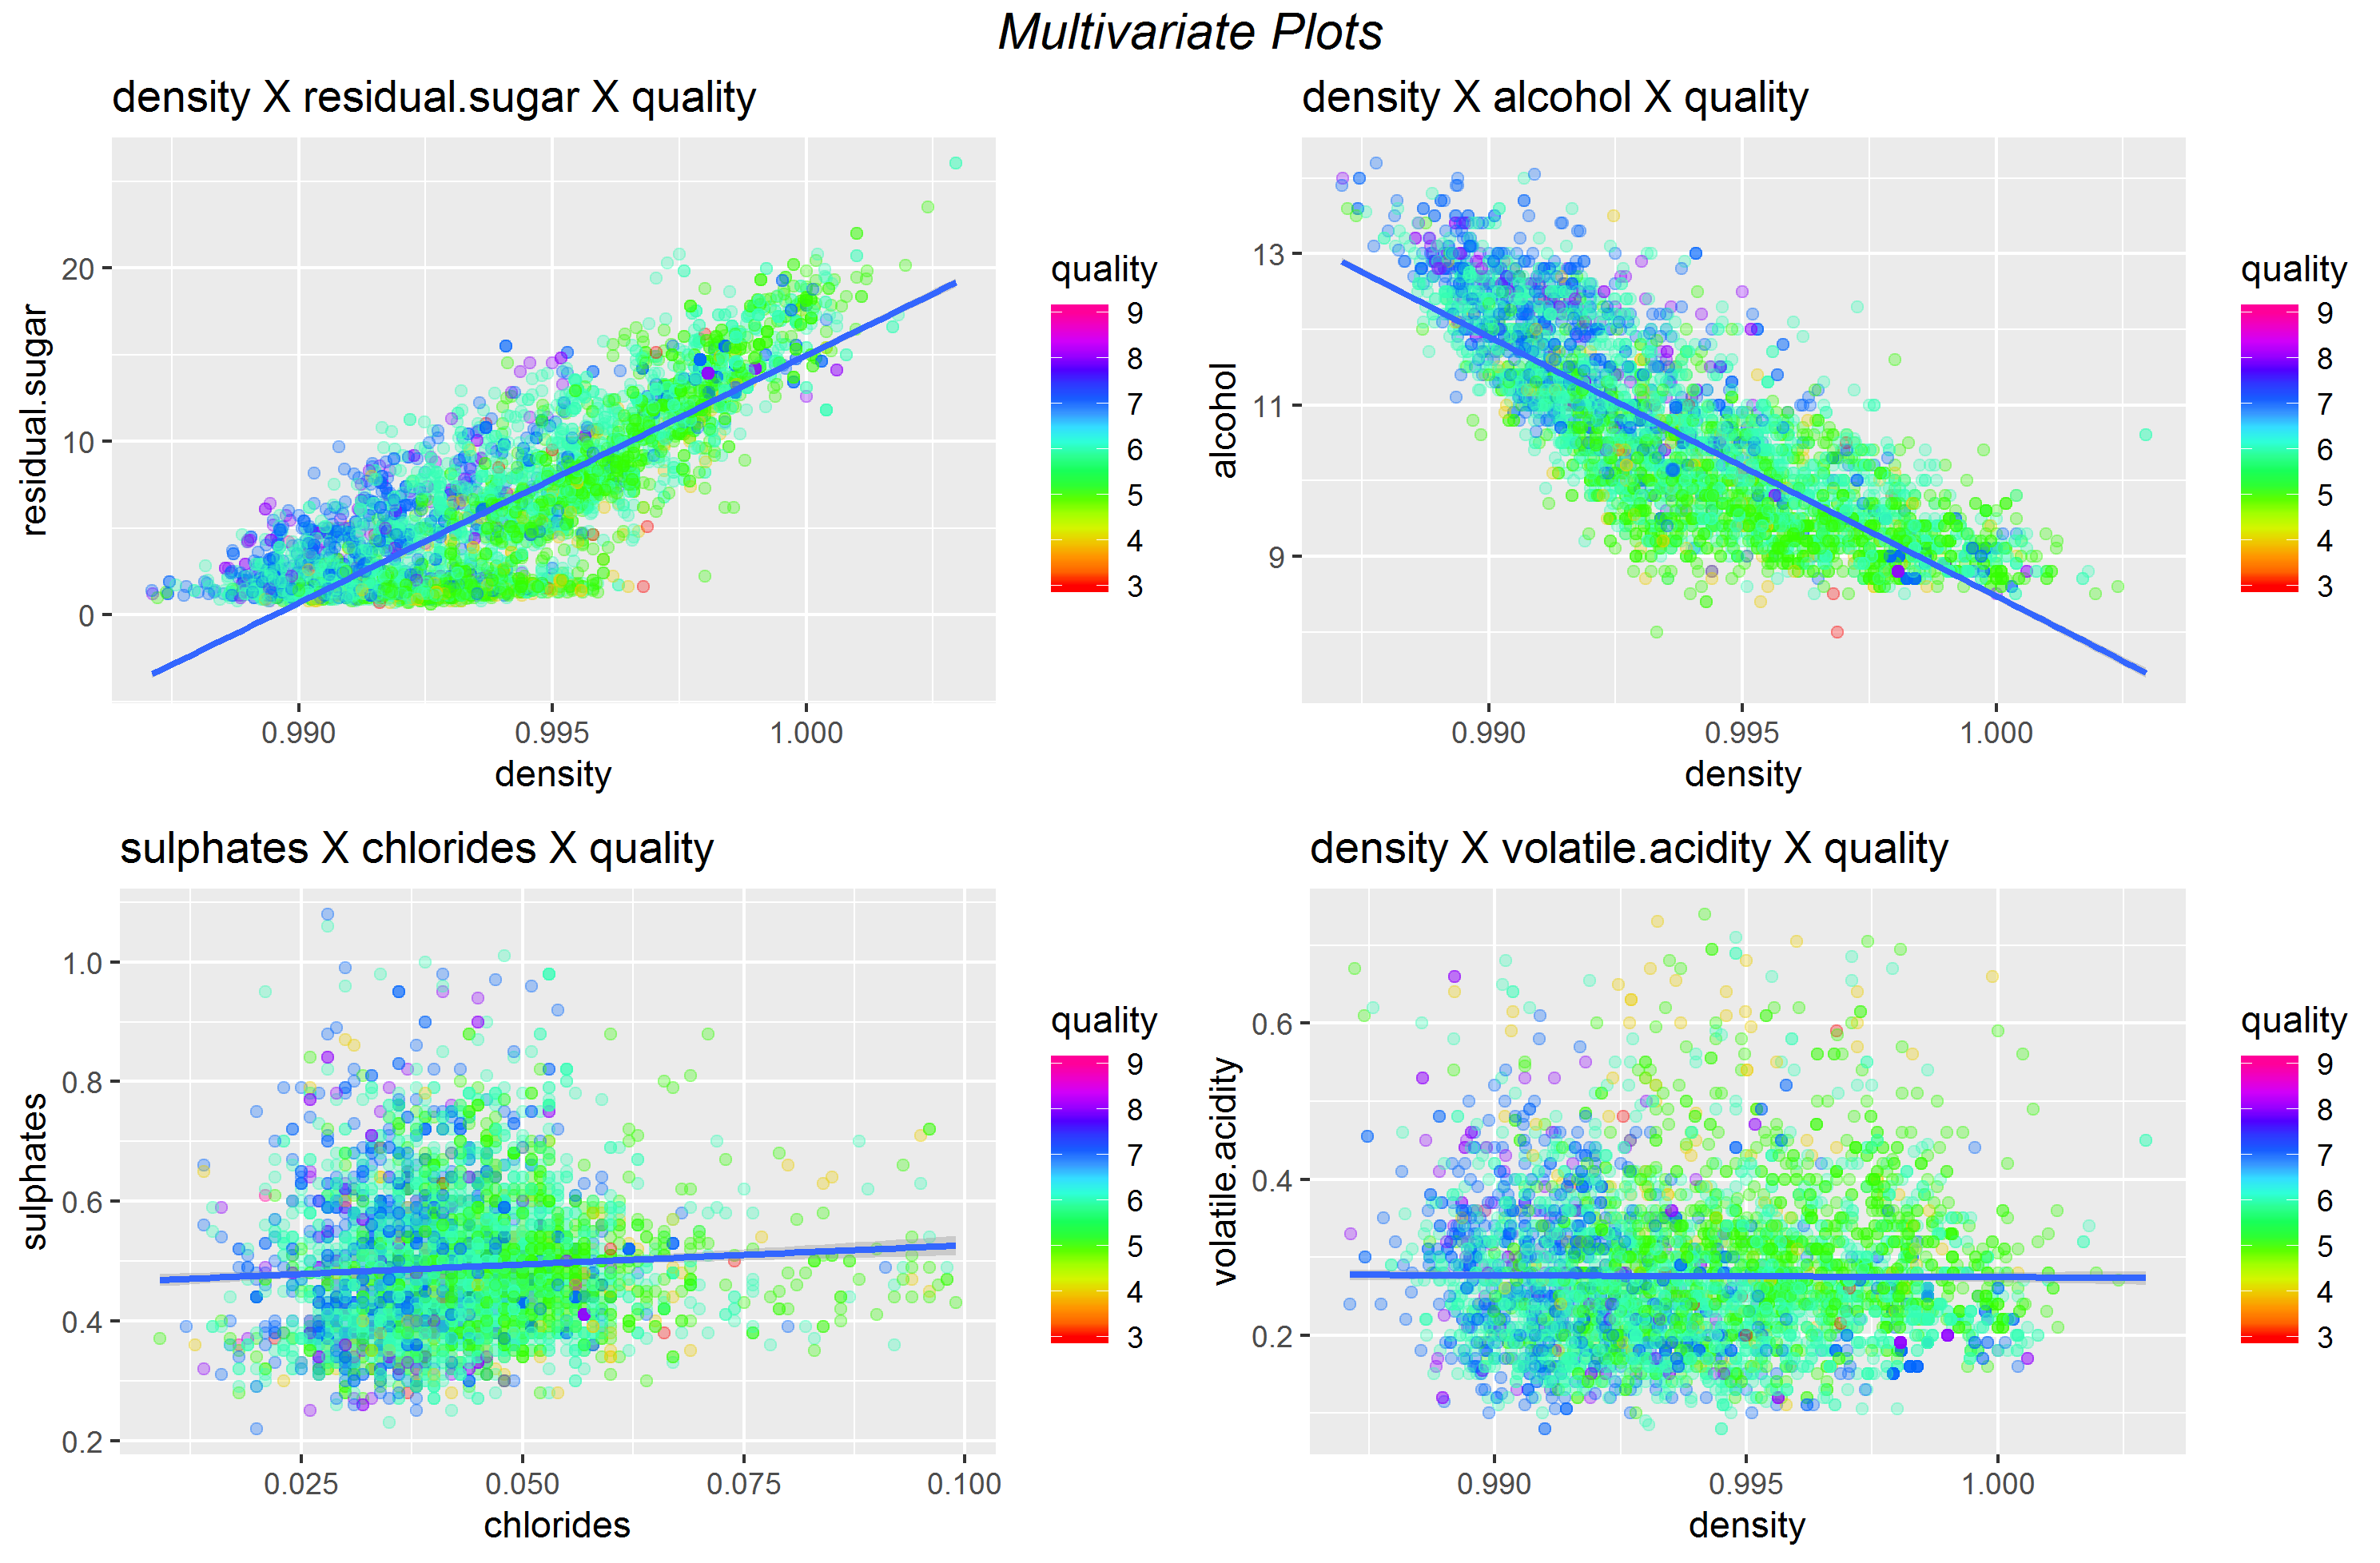 Multivariate Plots
density X residual.sugar X quality
residual.sugar
20
10
0
0.990 0.995 1.000
density
quality
9
8
7
6
5
4
3
density X alcohol X quality
alcohol
13
11
9
0.990 0.995 1.000
density
quality
9
8
7
6
5
4
3
sulphates X chlorides X quality
sulphates
1.0
0.8
0.6
0.4
0.2
0.025 0.050 0.075 0.100
chlorides
quality
9
8
7
6
5
4
3
density X volatile.acidity X quality
volatile.acidity
0.6
0.4
0.2
0.990 0.995 1.000
density
quality
9
8
7
6
5
4
3